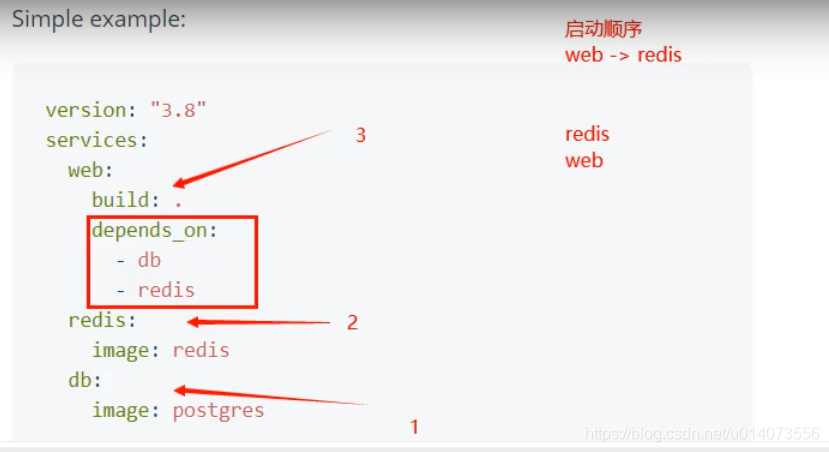 Simple example:
启动顺序
web -> redis
version: "3.8"
services:
3
redis
web:
web
build: .
depends_on:
- db
- redis
redis:
2
image: redis
db:
image: postgres
1
https://blog.csdn.net/u014073556